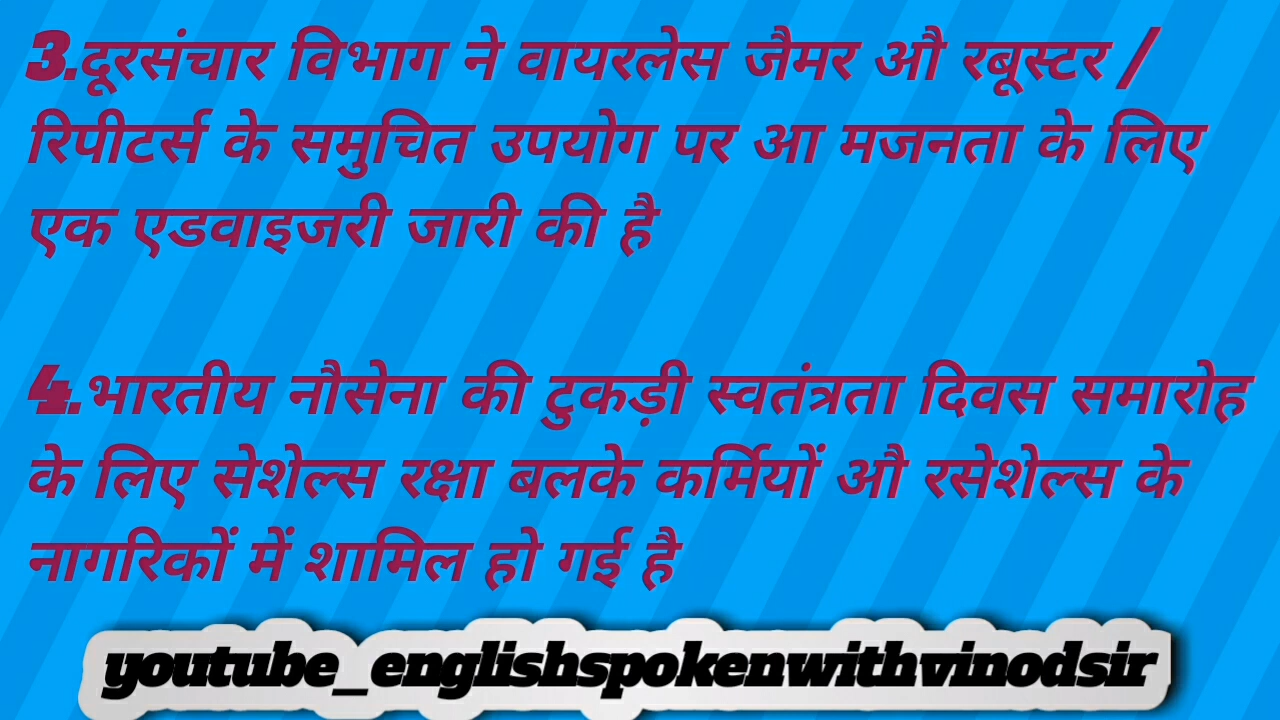 3.दूरसंचार विभाग ने वायरलेस जैमर औ रबूस्टर /
रिपीटर्स के समुचित उपयोग पर आ मजनता के लिए
एक एडवाइजरी जारी की है
4.भारतीय नौसेना की टुकड़ी स्वतंत्रता दिवस समारोह
के लिए सेशेल्स रक्षा बलके कर्मियों औ रसेशेल्स के
नागरिकों में शामिल हो गई है
youtube_englishspokenwithvinodsir